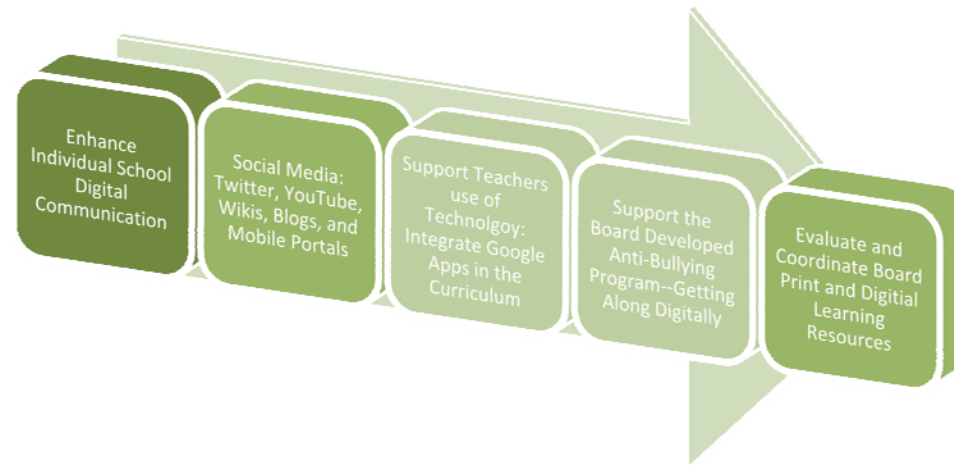 Enhance
Individual School
Digital
Communication
Social Media:
Twitter, YouTube,
Wikis, Blogs, and
Mobile Portals
Support Teachers
use of
Technolgoy:
Integrate Google
Apps in the
Curriculum
Support the
Board Developed
Anti-Bullying
Program--Getting
Along Digitally
Evaluate and
Coordinate Board
Print and Digitial
Learning
Resources